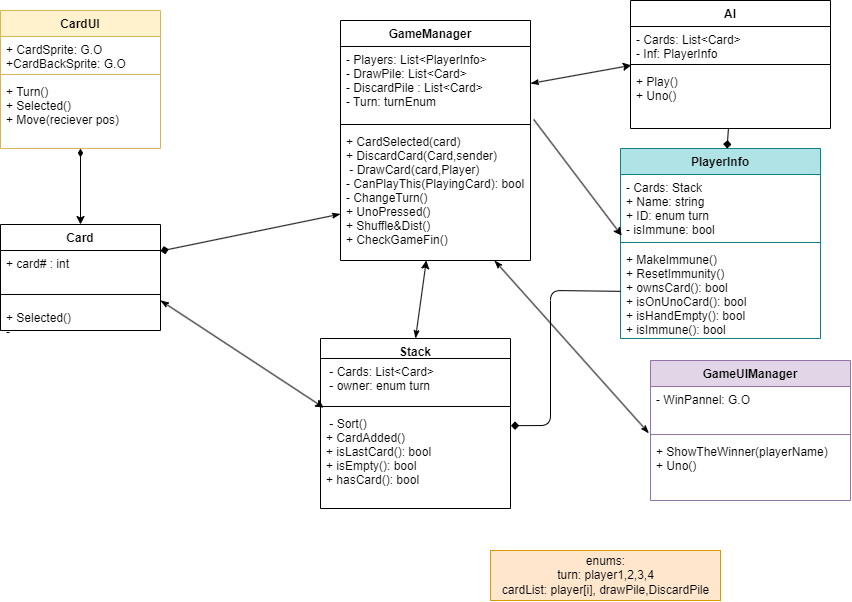 CardUI
+ CardSprite: G.O
+CardBackSprite: G.O
+ Turn()
+ Selected()
+ Move(reciever pos)
GameManager
- Players: List<PlayerInfo>
- DrawPile: List<Card>
- DiscardPile : List<Card>
- Turn: turnEnum
+ CardSelected(card)
+ DiscardCard(Card,sender)
- DrawCard(card,Player)
- CanPlayThis(PlayingCard): bool
- ChangeTurn()
+ UnoPressed()
+ Shuffle&Dist()
+ CheckGameFin()
AI
- Cards: List<Card>
- Inf: PlayerInfo
+ Play()
+ Uno()
PlayerInfo
- Cards: Stack
+ Name: string
+ ID: enum turn
- isImmune: bool
+ MakeImmune()
+ ResetImmunity()
+ ownsCard(): bool
+ isOnUnoCard(): bool
+ isHandEmpty(): bool
+ isImmune(): bool
Card
+ card# : int
+ Selected()
-
Stack
- Cards: List<Card>
- owner: enum turn
- Sort()
+ CardAdded()
+ isLastCard(): bool
+ isEmpty(): bool
+ hasCard(): bool
GameUIManager
- WinPannel: G.O
+ ShowTheWinner(playerName)
+ Uno()
enums:
turn: player1,2,3,4
cardList: player[i], drawPile,DiscardPile